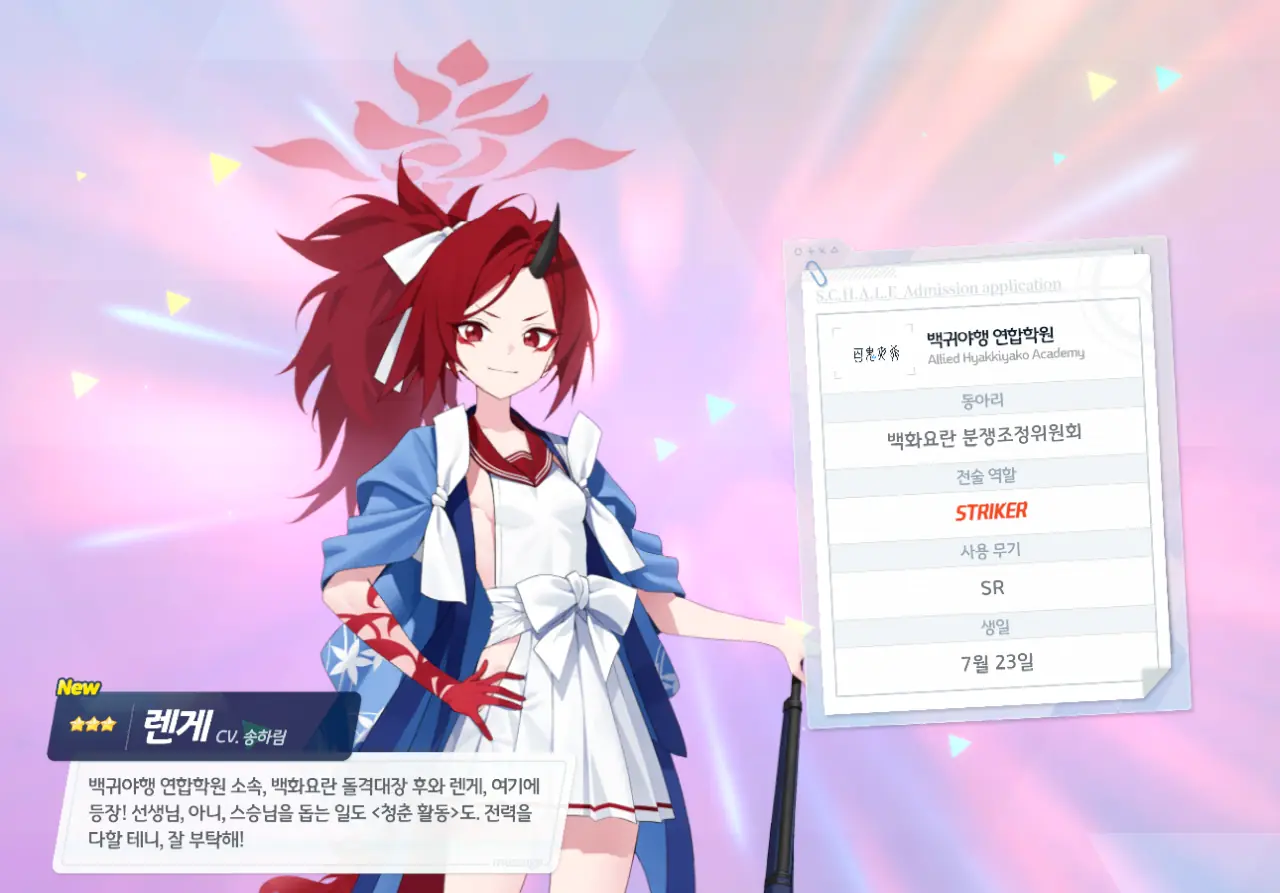 S.C.H.A.L.E Admission application
백귀야행 연합학원
Allied Hyakkiyako Academy
동아리
백화요란 분쟁조정위원회
전술 역할
STRIKER
사용 무기
SR
생일
7월 23일
New
렌게 CV. 송하림
백귀야행 연합학원 소속, 백화요란 돌격대장 후와 렌게, 여기에
등장! 선생님, 아니, 스승님을 돕는 일도 <청춘 활동>도. 전력을
다할 테니, 잘 부탁해!
message